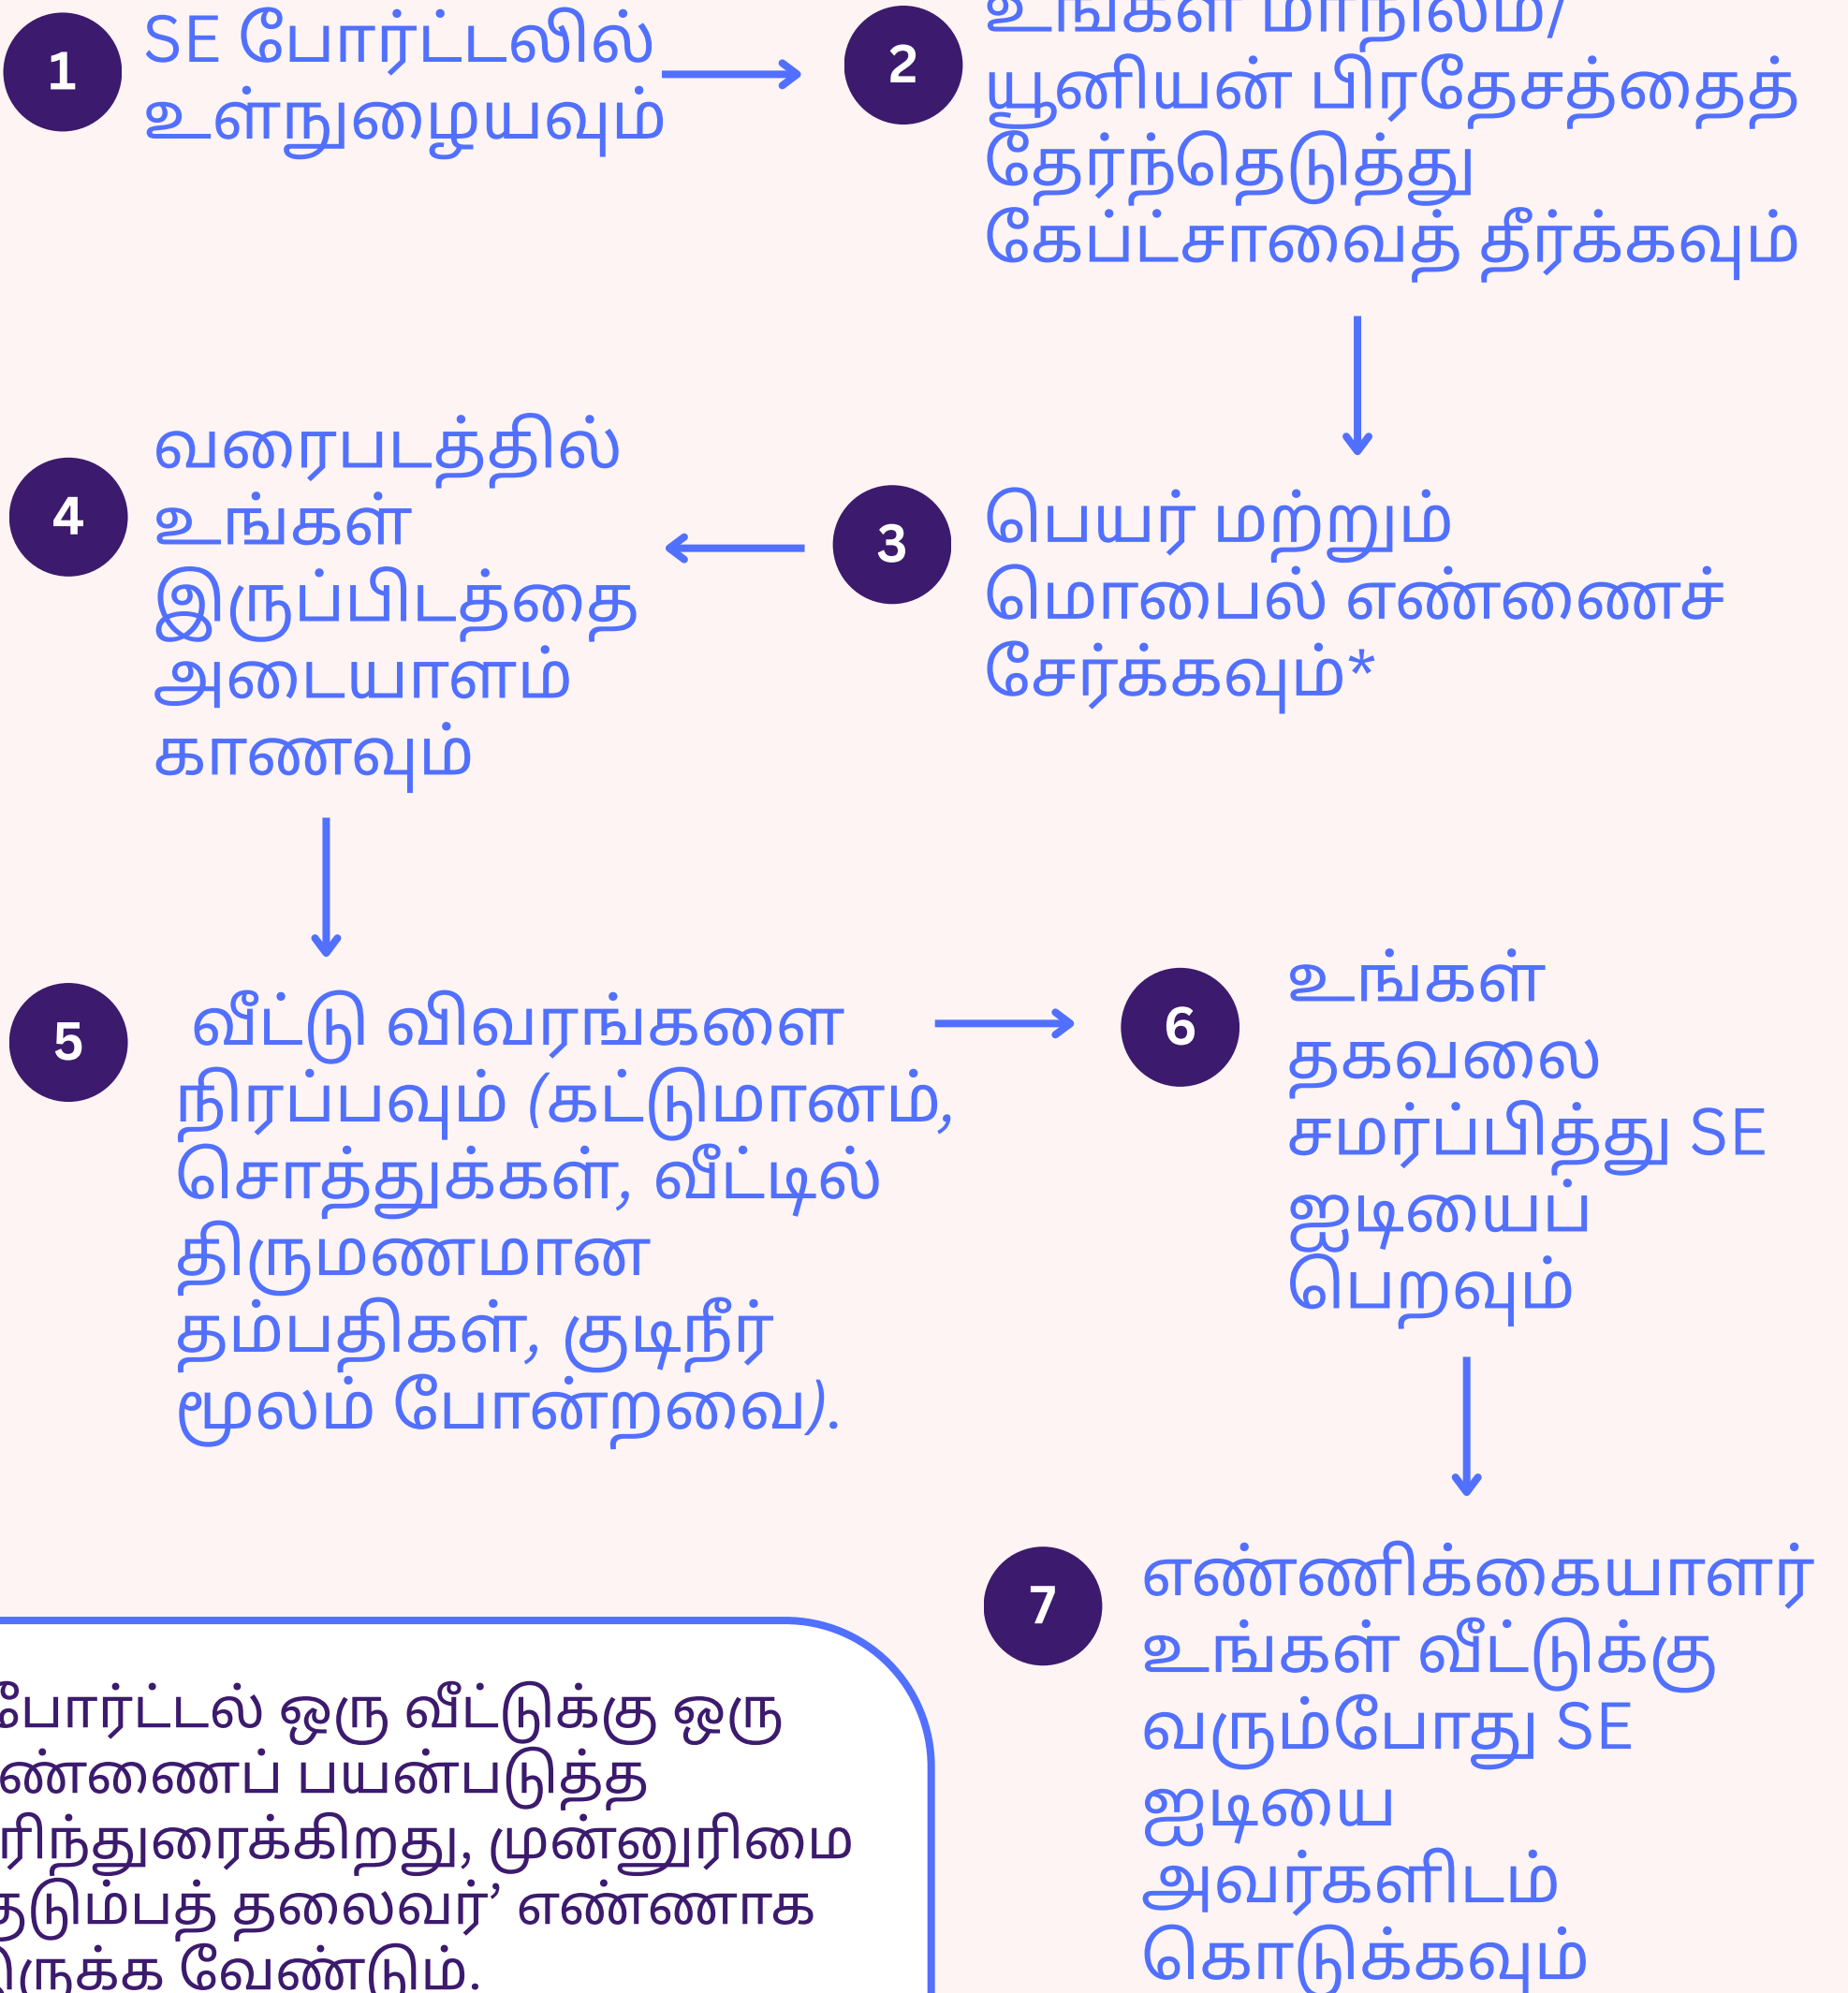 1
SE போர்ட்டலில்
உள்நுழையவும்
2
உங்கள் மாநிலம்/
யூனியன் பிரதேசத்தைத்
தேர்ந்தெடுத்து
கேப்ட்சாவைத் தீர்க்கவும்
3
பெயர் மற்றும்
மொபைல் எண்ணைச்
சேர்க்கவும்*
4
வரைபடத்தில்
உங்கள்
இருப்பிடத்தை
அடையாளம்
காணவும்
5
வீட்டு விவரங்களை
நிரப்பவும் (கட்டுமானம்,
சொத்துக்கள், வீட்டில்
திருமணமான
தம்பதிகள், குடிநீர்
மூலம் போன்றவை).
6
உங்கள்
தகவலை
சமர்ப்பித்து SE
ஐடியைப்
பெறவும்
7
எண்ணிக்கையாளர்
உங்கள் வீட்டுக்கு
வரும்போது SE
ஐடியை
அவர்களிடம்
கொடுக்கவும்
போர்ட்டல் ஒரு வீட்டுக்கு ஒரு
பயன்படுத்த
முன்னுரிமை
தலைவர்’ எண்ணாக
வேண்டும்.